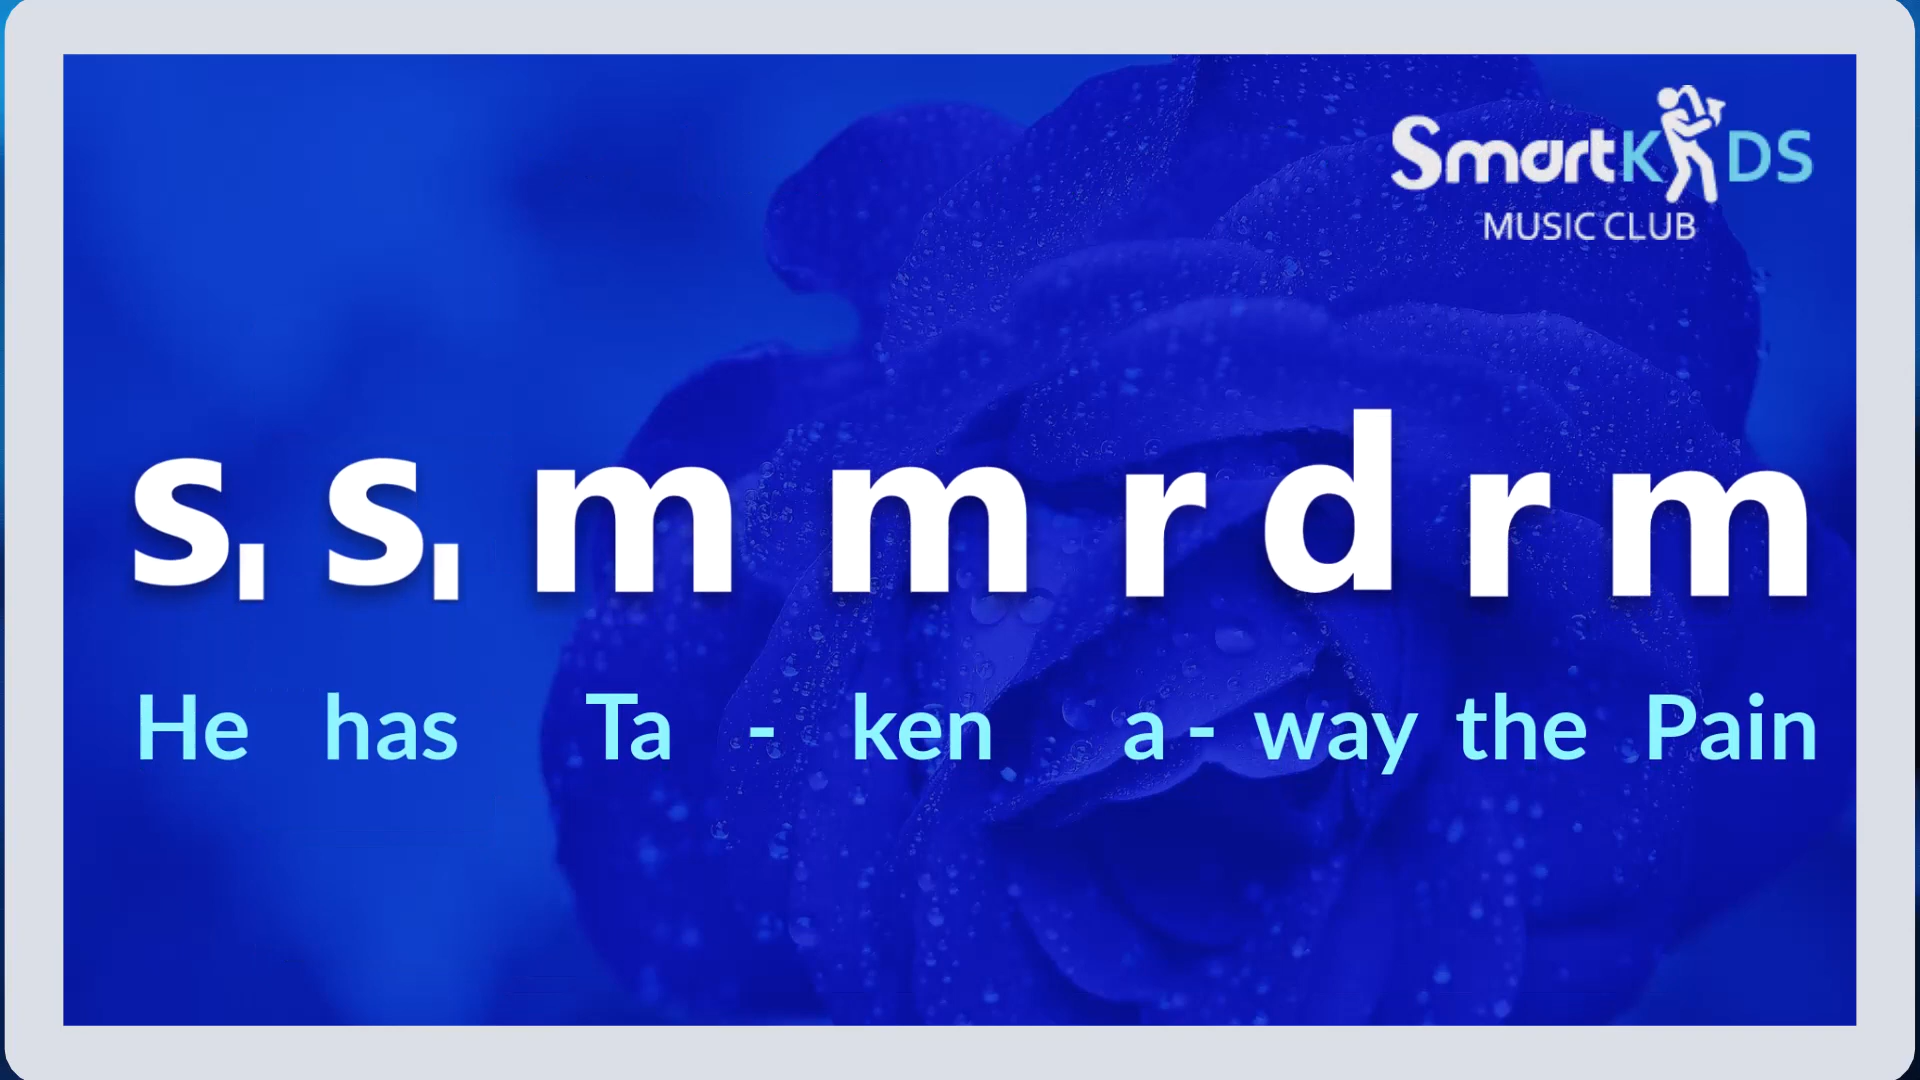 SmartKIDS
MUSIC CLUB
s, s, m m r d r m
He has Ta - ken a - way the Pain